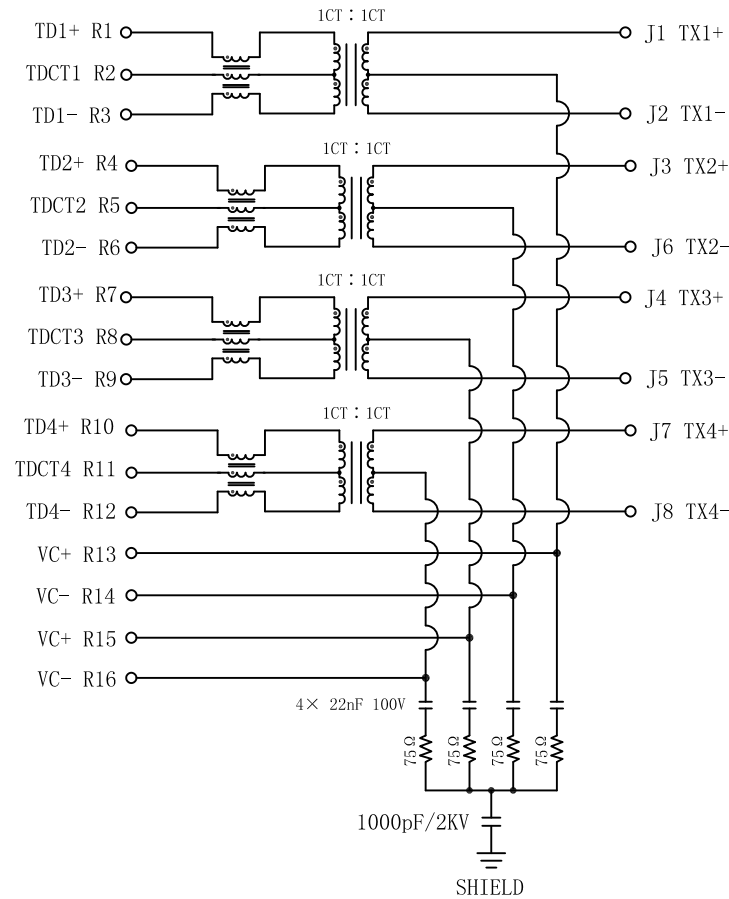 1CT：1CT
TD1+ R1
J1 TX1+
TDCT1 R2
TD1- R3
J2 TX1-
1CT：1CT
TD2+ R4
J3 TX2+
TDCT2 R5
TD2- R6
J6 TX2-
1CT：1CT
TD3+ R7
J4 TX3+
TDCT3 R8
TD3- R9
J5 TX3-
1CT：1CT
TD4+ R10
J7 TX4+
TDCT4 R11
TD4- R12
J8 TX4-
VC+ R13
VC- R14
VC+ R15
VC- R16
4× 22nF 100V
75Ω
75Ω
75Ω
75Ω
1000pF/2KV
SHIELD